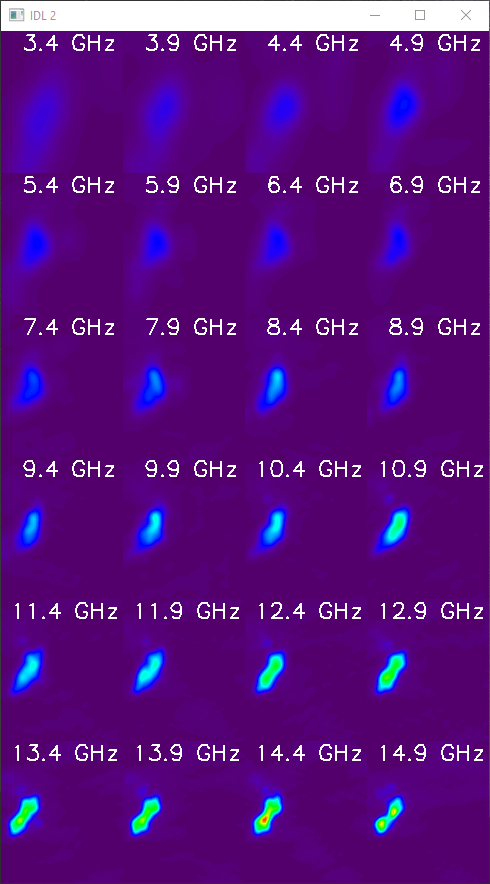 IDL 2
3.4 GHz 3.9 GHz 4.4 GHz 4.9 GHz
5.4 GHz 5.9 GHz 6.4 GHz 6.9 GHz
7.4 GHz 7.9 GHz 8.4 GHz 8.9 GHz
9.4 GHz 9.9 GHz 10.4 GHz 10.9 GHz
11.4 GHz 11.9 GHz 12.4 GHz 12.9 GHz
13.4 GHz 13.9 GHz 14.4 GHz 14.9 GHz